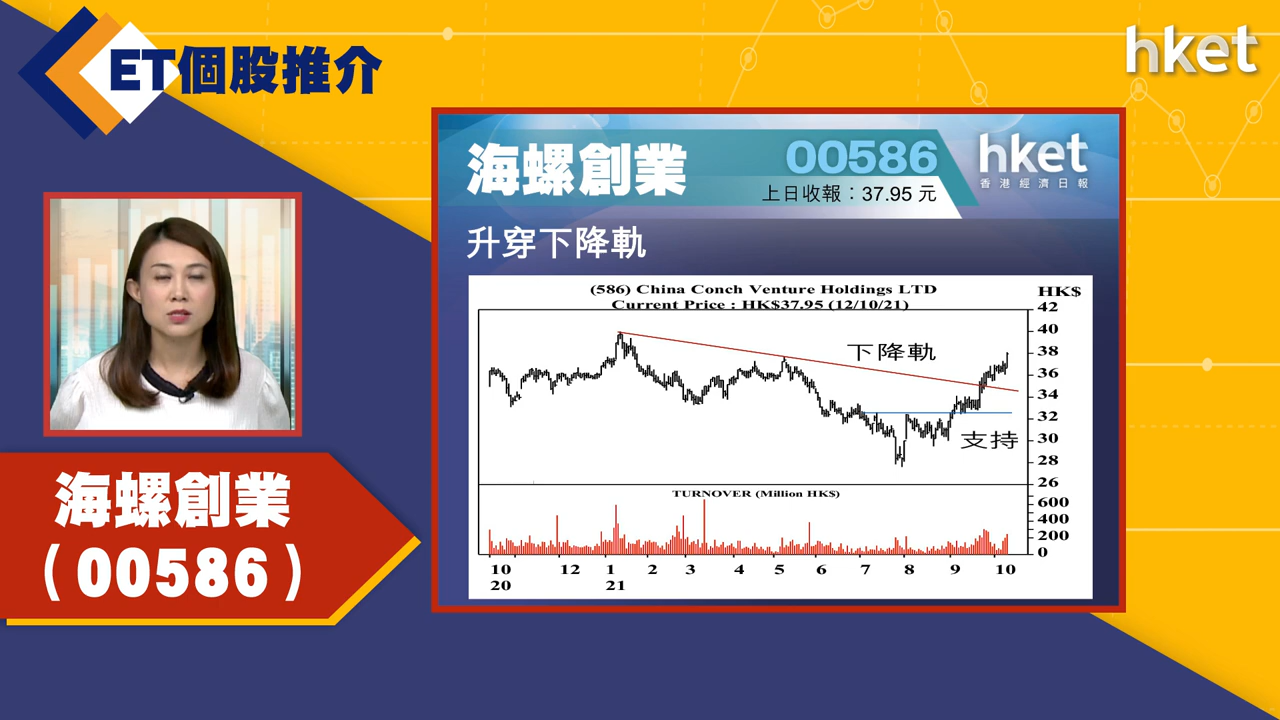 ET個股推介
hket
海螺創業
00586
hket
香港經濟日報
上日收報：37.95 元
升穿下降軌
(586) China Conch Venture Holdings LTD
Current Price : HK$37.95 (12/10/21)
HK$
42
40
下降軌
38
36
34
32
支持
30
28
26
TURNOVER (Million HK$)
600
400
200
0
10 12 1 2 3 4 5 6 7 8 9 10
20 21
海螺創業
（00586）